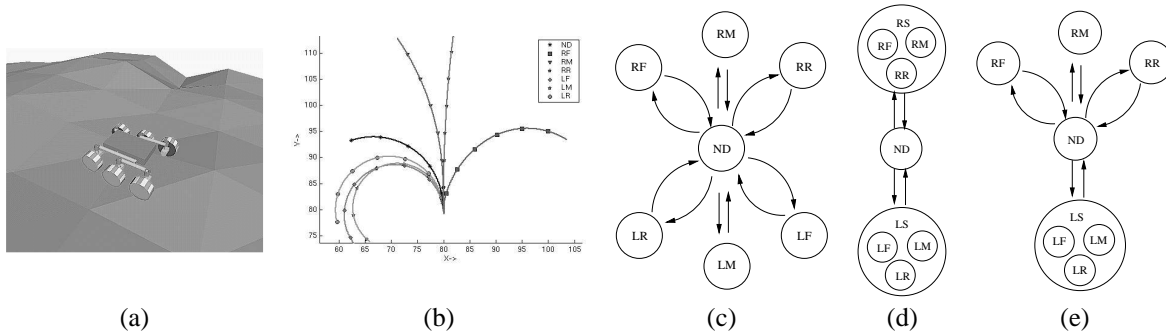 110
105
100
95
90
85
80
75
Y->
60
65
70
75
80
85
90
95
100
X->
ND
RF
RM
RR
LF
LM
LR
RM
RF
RR
ND
LR
LF
LM
RS
RF
RM
RR
ND
LS
LF
LM
LR
RM
RF
RR
ND
LS
LF
LM
LR
(a)
(b)
(c)
(d)
(e)